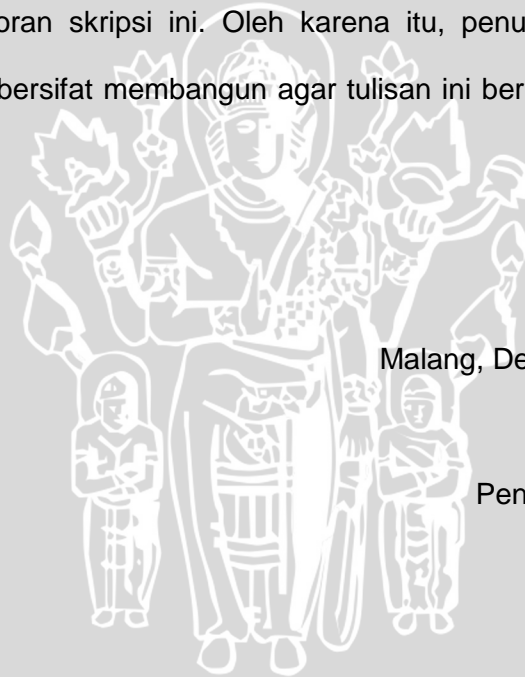 oran skripsi ini. Oleh karena itu, penu
bersifat membangun agar tulisan ini ber
Malang, De
Pen